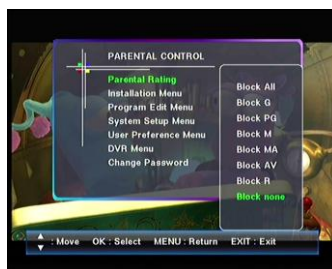 PARENTAL CONTROL
Parental Rating
Installation Menu
Program Edit Menu
System Setup Menu
User Preference Menu
DVR Menu
Change Password
Block All
Block G
Block PG
Block M
Block MA
Block AV
Block R
Block none
: Move OK : Select MENU : Return EXIT : Exit